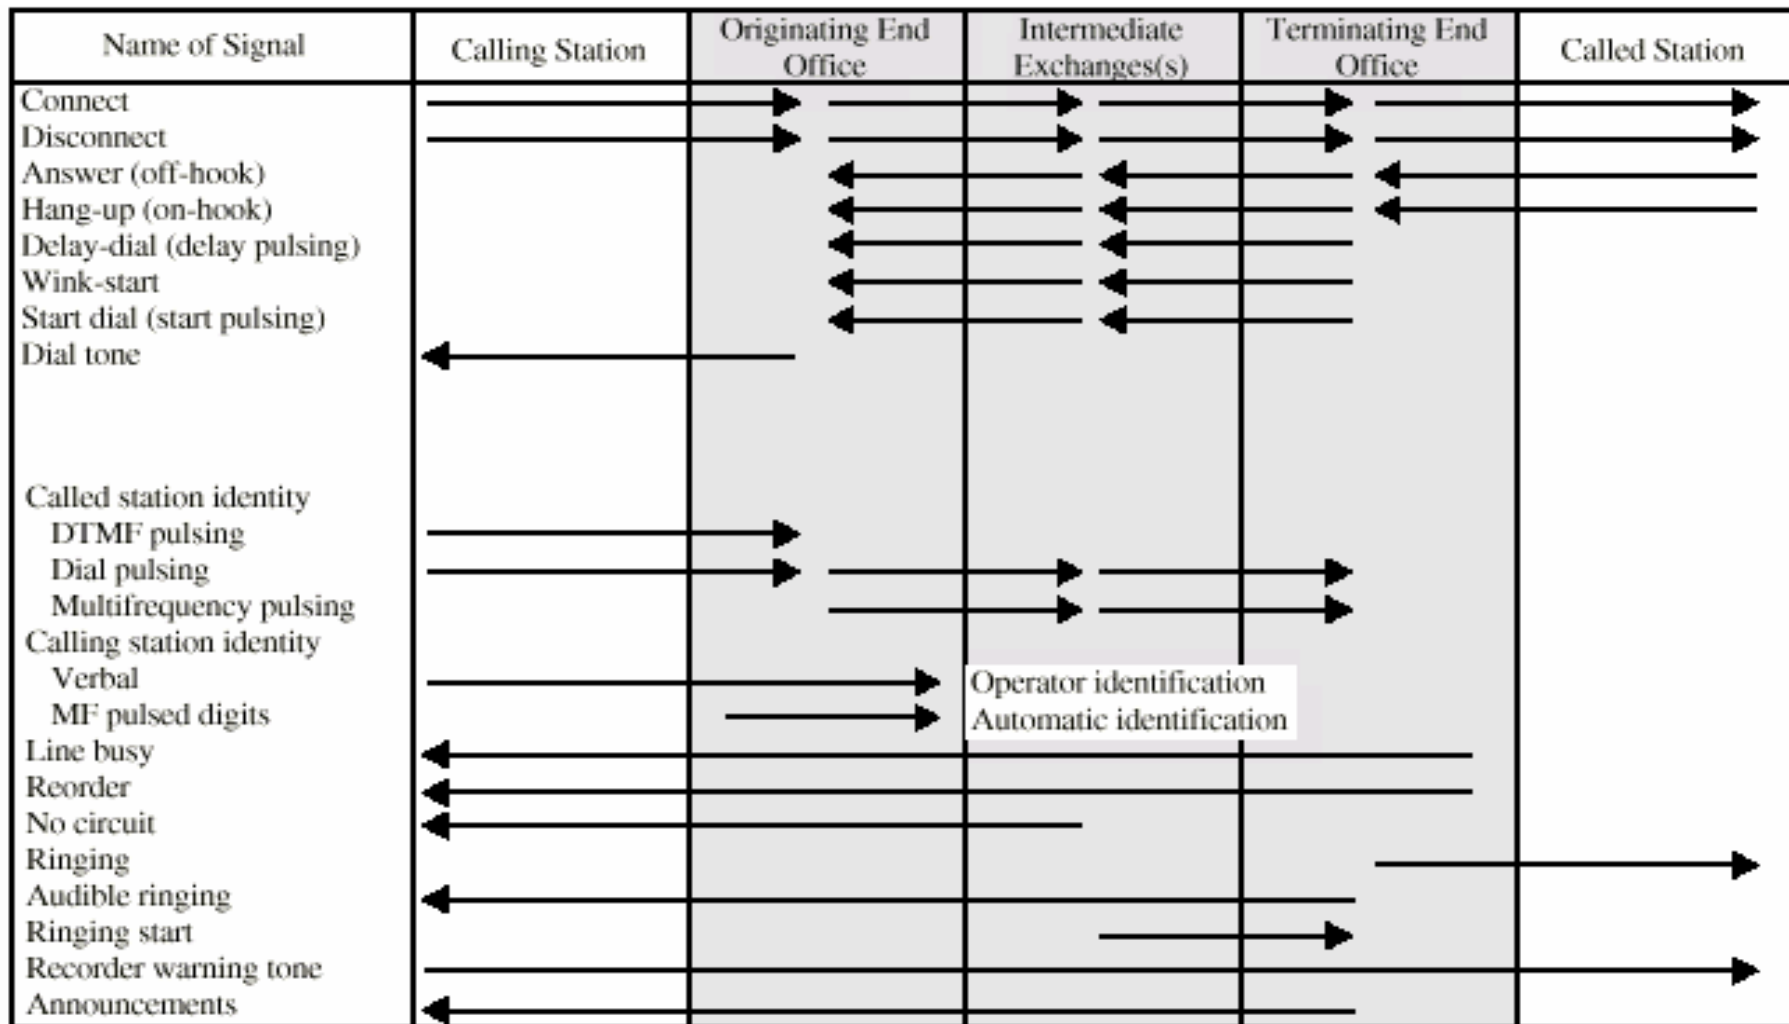 Name of Signal
Calling Station
Originating End
Office
Intermediate
Exchanges(s)
Terminating End
Office
Called Station
Connect
Disconnect
Answer (off-hook)
Hang-up (on-hook)
Delay-dial (delay pulsing)
Wink-start
Start dial (start pulsing)
Dial tone
Called station identity
DTMF pulsing
Dial pulsing
Multifrequency pulsing
Calling station identity
Verbal
Operator identification
MF pulsed digits
Automatic identification
Line busy
Reorder
No circuit
Ringing
Audible ringing
Ringing start
Recorder warning tone
Announcements